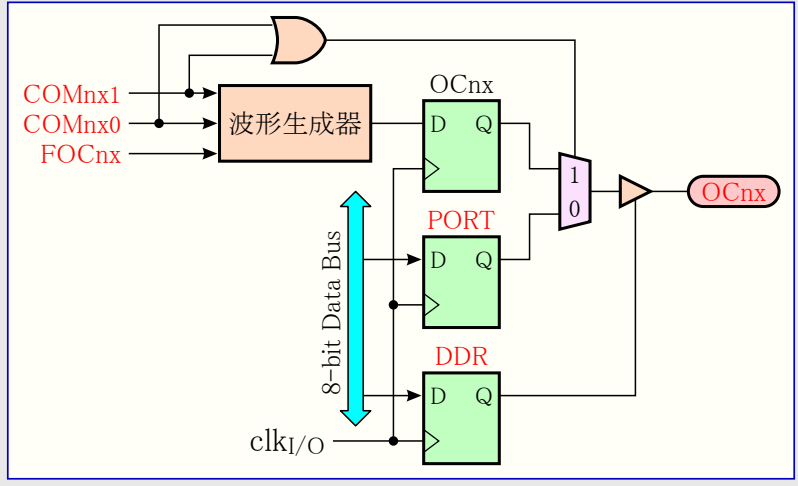 OCnx
COMnx1
COMnx0
FOCnx
波形生成器
D Q
1
0
OCnx
PORT
D Q
8-bit Data Bus
DDR
D Q
clkI/O